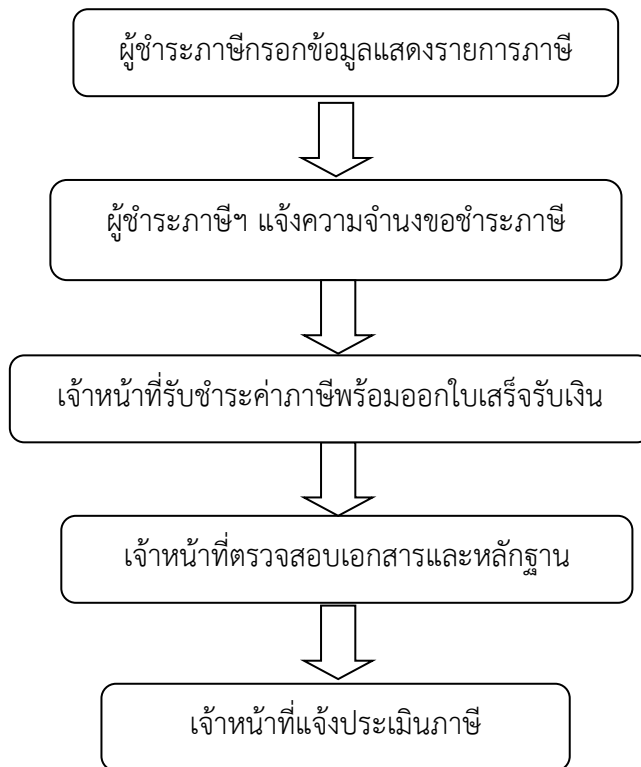 ผู้ชำระภาษีกรอกข้อมูลแสดงรายการภาษี
ผู้ชำระภาษีฯ แจ้งความจำนงขอชำระภาษี
เจ้าหน้าที่รับชำระค่าภาษีพร้อมออกใบเสร็จรับเงิน
เจ้าหน้าที่ตรวจสอบเอกสารและหลักฐาน
เจ้าหน้าที่แจ้งประเมินภาษี